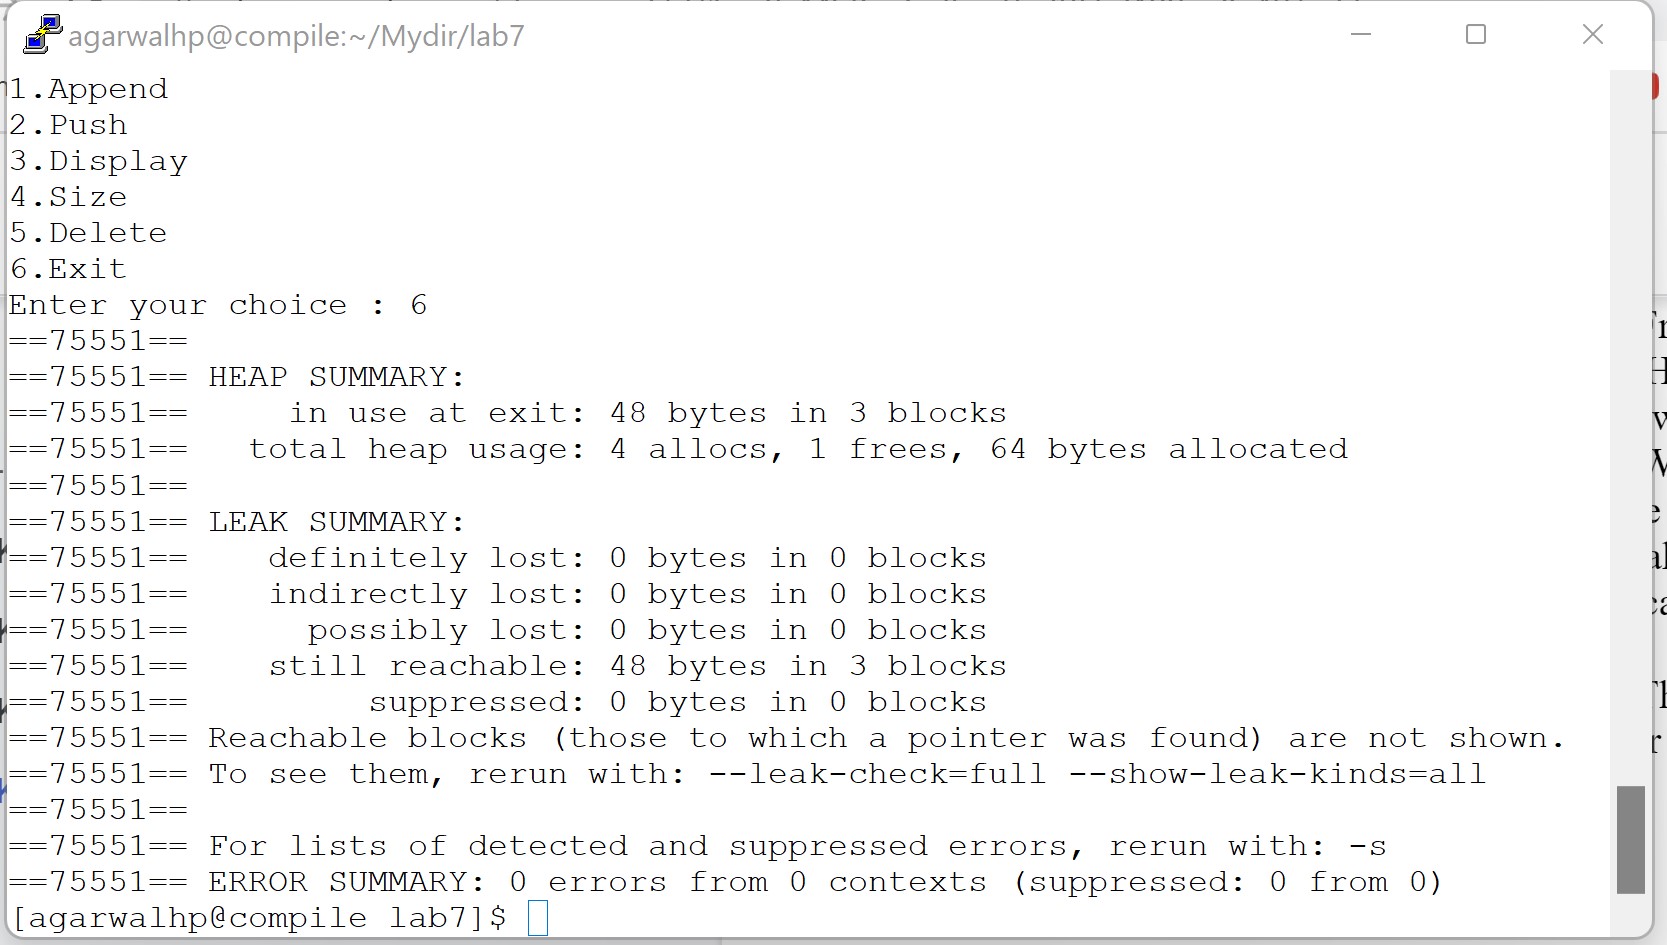 agarwalhp@compile:~/Mydir/lab7
1.Append
2.Push
3.Display
4.Size
5.Delete
6.Exit
Enter your choice : 6
==75551==
==75551== HEAP SUMMARY:
==75551==     in use at exit: 48 bytes in 3 blocks
==75551==   total heap usage: 4 allocs, 1 frees, 64 bytes allocated
==75551==
==75551== LEAK SUMMARY:
==75551==    definitely lost: 0 bytes in 0 blocks
==75551==    indirectly lost: 0 bytes in 0 blocks
==75551==      possibly lost: 0 bytes in 0 blocks
==75551==    still reachable: 48 bytes in 3 blocks
==75551==         suppressed: 0 bytes in 0 blocks
==75551== Reachable blocks (those to which a pointer was found) are not shown.
==75551== To see them, rerun with: --leak-check=full --show-leak-kinds=all
==75551==
==75551== For lists of detected and suppressed errors, rerun with: -s
==75551== ERROR SUMMARY: 0 errors from 0 contexts (suppressed: 0 from 0)
[agarwalhp@compile lab7]$